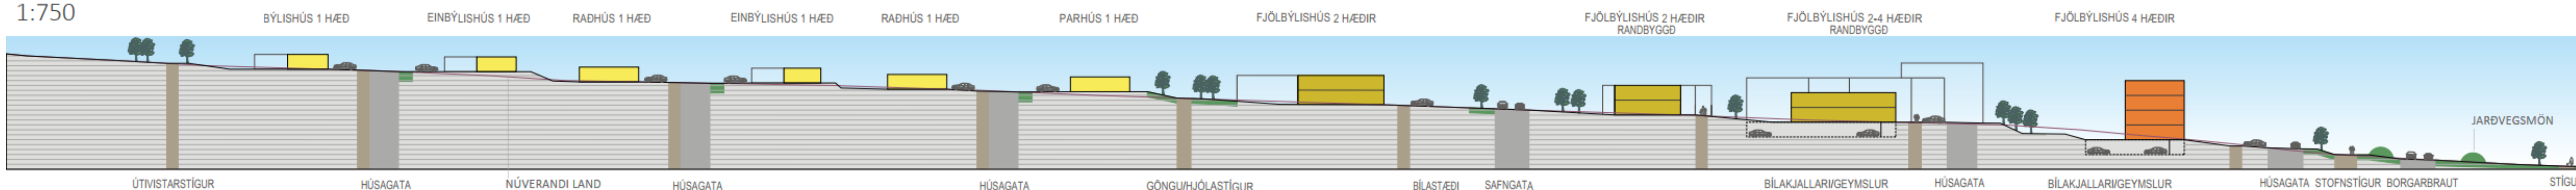 1:750
BÝLISHÚS 1 HÆÐ
EINBÝLISHÚS 1 HÆÐ
RAÐHÚS 1 HÆÐ
EINBÝLISHÚS 1 HÆÐ
RAÐHÚS 1 HÆÐ
PARHÚS 1 HÆÐ
FJÖLBÝLISHÚS 2 HÆÐIR
FJÖLBÝLISHÚS 2 HÆÐIR
RANDBYGGÐ
FJÖLBÝLISHÚS 2-4 HÆÐIR
RANDBYGGÐ
FJÖLBÝLISHÚS 4 HÆÐIR
JARÐVEGSMÖN
ÚTIVISTARSTÍGUR
HÚSAGATA
NÚVERANDI LAND
HÚSAGATA
HÚSAGATA
GÖNGU/HJÓLASTÍGUR
BÍLASTÆÐI
SAFNGATA
BÍLAKJALLARI/GEYMSLUR
HÚSAGATA
BÍLAKJALLARI/GEYMSLUR
HÚSAGATA
STOFNSTÍGUR
BORGARBRAUT
STÍGU